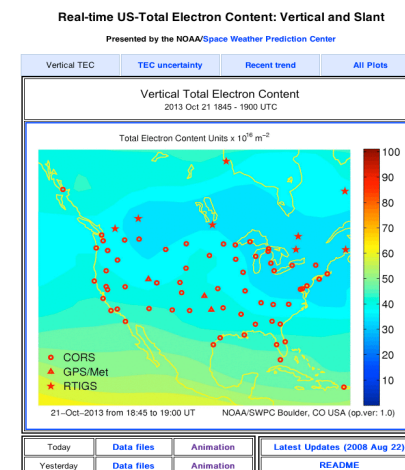 Real-time US-Total Electron Content: Vertical and Slant
Presented by the NOAA/Space Weather Prediction Center
Vertical TEC TEC uncertainty Recent trend All Plots
Vertical Total Electron Content
2013 Oct 21 1845 - 1900 UTC
Total Electron Content Units x 10^16 m^-2
100
90
80
70
60
50
40
30
20
10
CORS
GPS/Met
RTIGS
21-Oct-2013 from 18:45 to 19:00 UT NOAA/SWPC Boulder, CO USA (op.ver: 1.0)
Today Data files Animation Latest Updates (2008 Aug 22)
Yesterday Data files Animation README